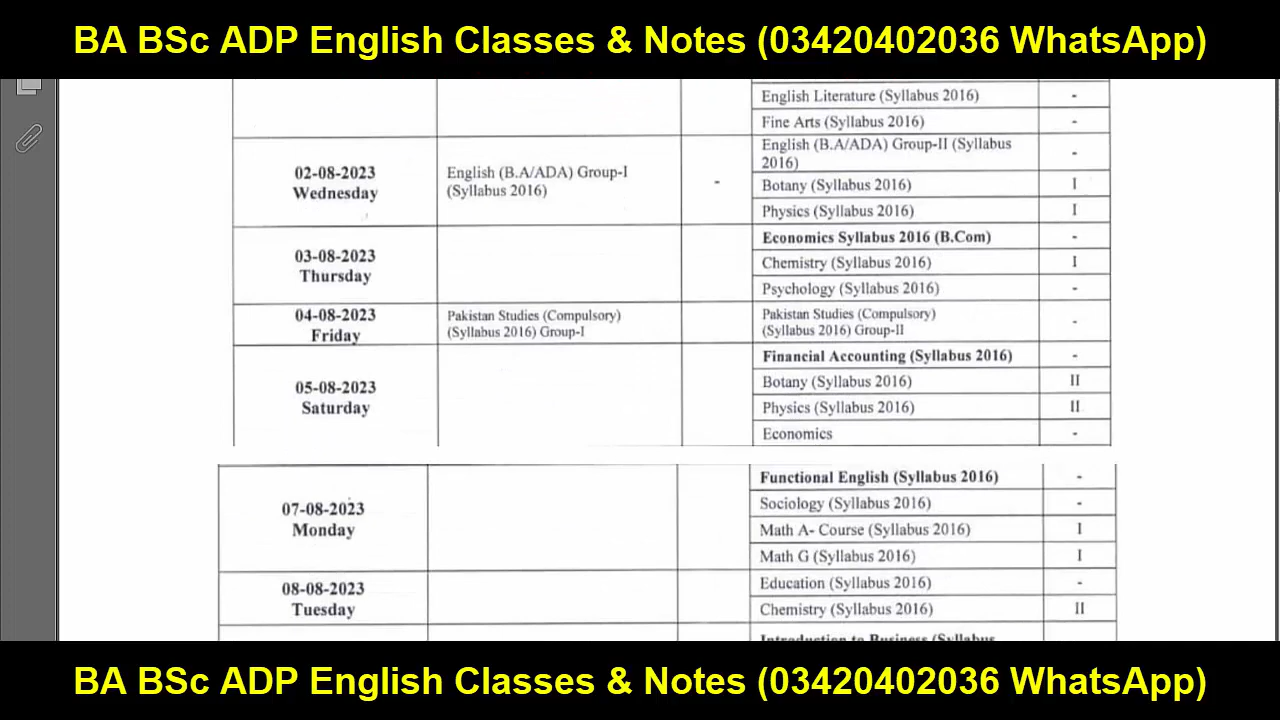 BA BSc ADP English Classes & Notes (03420402036 WhatsApp)
English Literature (Syllabus 2016) -
Fine Arts (Syllabus 2016) -
02-08-2023
Wednesday
English (B.A/ADA) Group-I
(Syllabus 2016)
-
English (B.A/ADA) Group-II (Syllabus
2016)
-
Botany (Syllabus 2016) I
Physics (Syllabus 2016) I
03-08-2023
Thursday
Economics Syllabus 2016 (B.Com) -
Chemistry (Syllabus 2016) I
Psychology (Syllabus 2016) -
04-08-2023
Friday
Pakistan Studies (Compulsory)
(Syllabus 2016) Group-I
Pakistan Studies (Compulsory)
(Syllabus 2016) Group-II
-
05-08-2023
Saturday
Financial Accounting (Syllabus 2016) -
Botany (Syllabus 2016) II
Physics (Syllabus 2016) II
Economics -
07-08-2023
Monday
Functional English (Syllabus 2016) -
Sociology (Syllabus 2016) -
Math A- Course (Syllabus 2016) I
Math G (Syllabus 2016) I
08-08-2023
Tuesday
Education (Syllabus 2016) -
Chemistry (Syllabus 2016) II
Introduction to Business (Syllabus
BA BSc ADP English Classes & Notes (03420402036 WhatsApp)